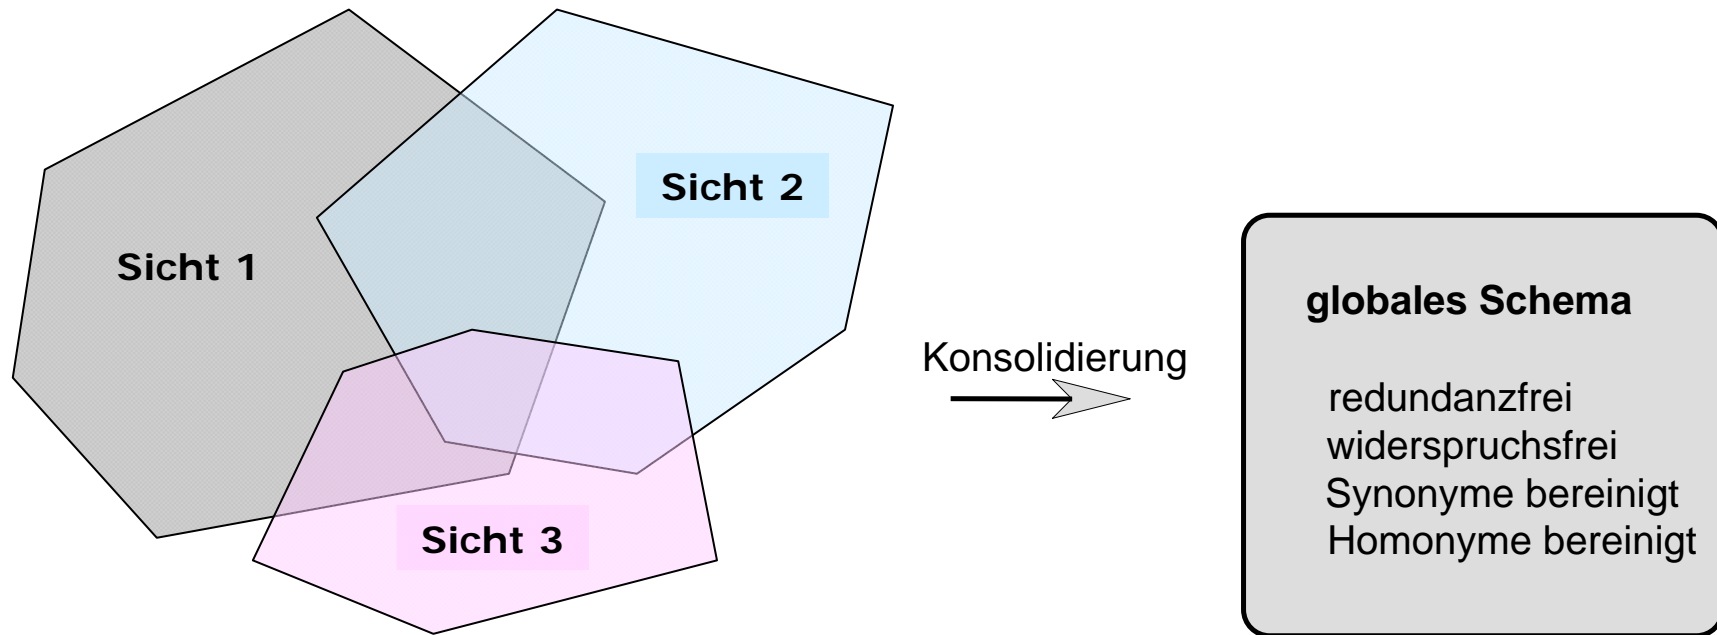 Sicht 1
Sicht 2
Sicht 3
Konsolidierung
globales Schema
redundanzfrei
widerspruchsfrei
Synonyme bereinigt
Homonyme bereinigt